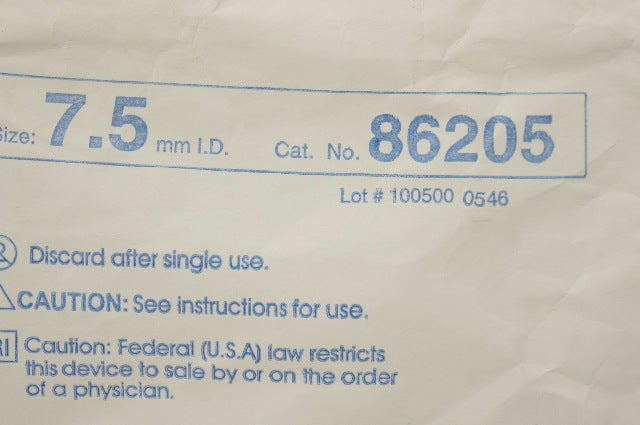 Size: 7.5 mm I.D. Cat. No. 86205
Lot # 100500 0546
Discard after single use.
CAUTION: See instructions for use.
Caution: Federal (U.S.A) law restricts
this device to sale by or on the order
of a physician.